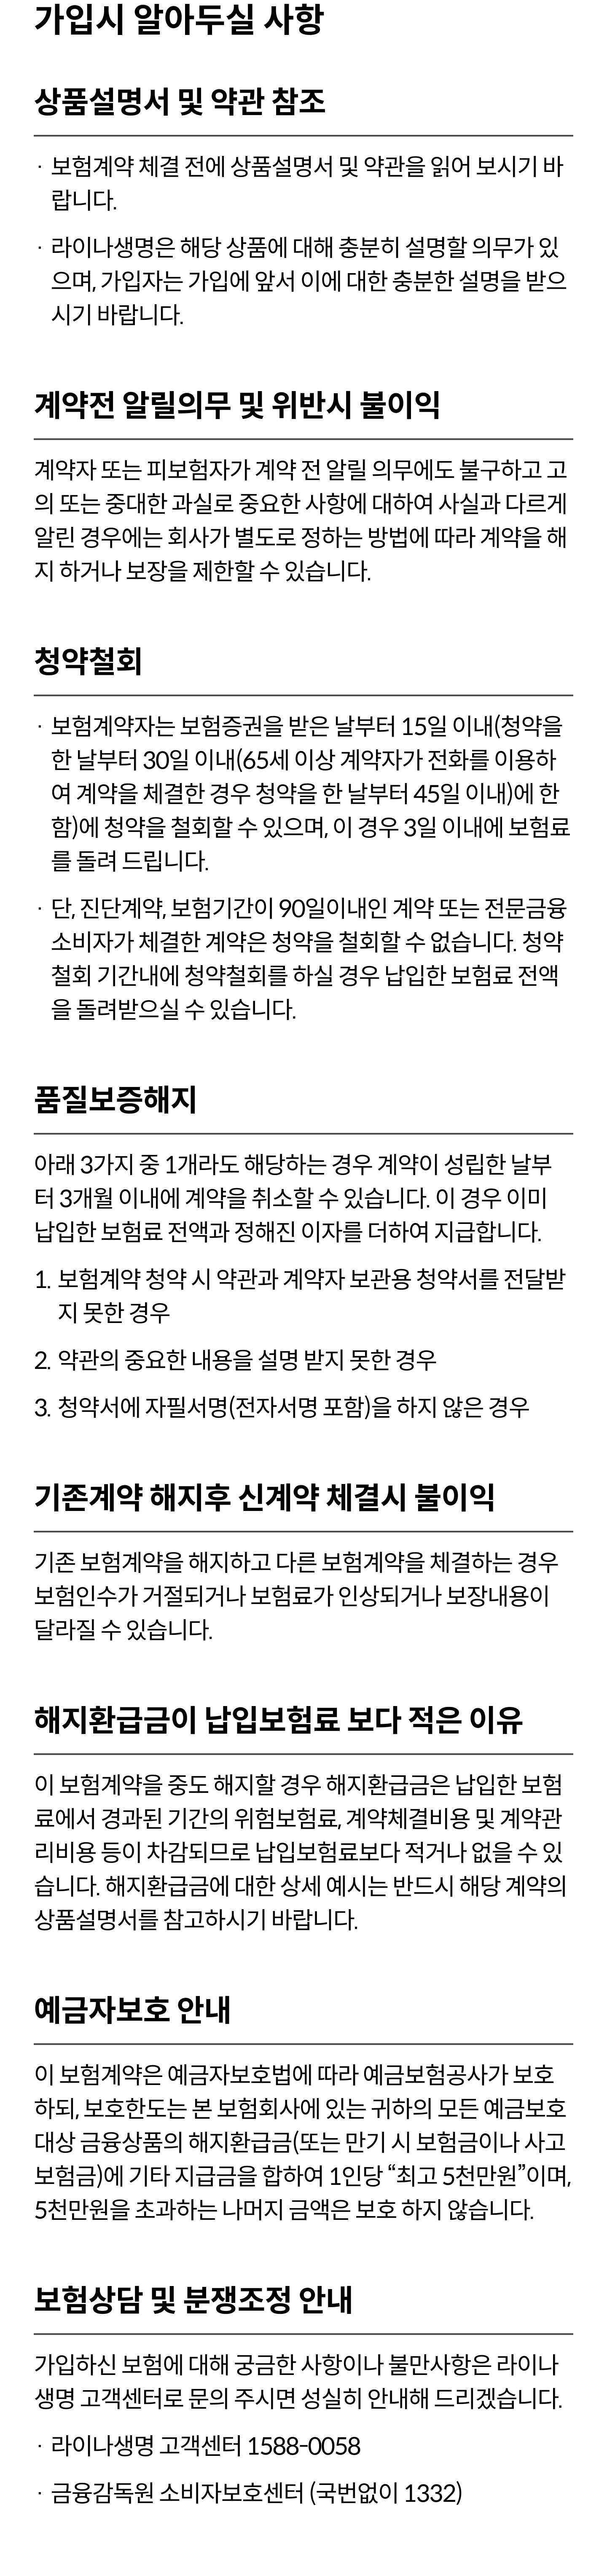 가입시 알아두실 사항
상품설명서 및 약관 참조
· 보험계약 체결 전에 상품설명서 및 약관을 읽어 보시기 바
랍니다.
· 라이나생명은 해당 상품에 대해 충분히 설명할 의무가 있
으며, 가입자는 가입에 앞서 이에 대한 충분한 설명을 받으
시기 바랍니다.
계약전 알릴의무 및 위반시 불이익
계약자 또는 피보험자가 계약 전 알릴 의무에도 불구하고 고
의 또는 중대한 과실로 중요한 사항에 대하여 사실과 다르게
알린 경우에는 회사가 별도로 정하는 방법에 따라 계약을 해
지 하거나 보장을 제한할 수 있습니다.
청약철회
· 보험계약자는 보험증권을 받은 날부터 15일 이내(청약을
한 날부터 30일 이내(65세 이상 계약자가 전화를 이용하
여 계약을 체결한 경우 청약을 한 날부터 45일 이내)에 한
함)에 청약을 철회할 수 있으며, 이 경우 3일 이내에 보험료
를 돌려 드립니다.
· 단, 진단계약, 보험기간이 90일이내인 계약 또는 전문금융
소비자가 체결한 계약은 청약을 철회할 수 없습니다. 청약
철회 기간내에 청약철회를 하실 경우 납입한 보험료 전액
을 돌려받으실 수 있습니다.
품질보증해지
아래 3가지 중 1개라도 해당하는 경우 계약이 성립한 날부
터 3개월 이내에 계약을 취소할 수 있습니다. 이 경우 이미
납입한 보험료 전액과 정해진 이자를 더하여 지급합니다.
1. 보험계약 청약 시 약관과 계약자 보관용 청약서를 전달받
지 못한 경우
2. 약관의 중요한 내용을 설명 받지 못한 경우
3. 청약서에 자필서명(전자서명 포함)을 하지 않은 경우
기존계약 해지후 신계약 체결시 불이익
기존 보험계약을 해지하고 다른 보험계약을 체결하는 경우
보험인수가 거절되거나 보험료가 인상되거나 보장내용이
달라질 수 있습니다.
해지환급금이 납입보험료 보다 적은 이유
이 보험계약을 중도 해지할 경우 해지환급금은 납입한 보험
료에서 경과된 기간의 위험보험료, 계약체결비용 및 계약관
리비용 등이 차감되므로 납입보험료보다 적거나 없을 수 있
습니다. 해지환급금에 대한 상세 예시는 반드시 해당 계약의
상품설명서를 참고하시기 바랍니다.
예금자보호 안내
이 보험계약은 예금자보호법에 따라 예금보험공사가 보호
하되, 보호한도는 본 보험회사에 있는 귀하의 모든 예금보호
대상 금융상품의 해지환급금(또는 만기 시 보험금이나 사고
보험금)에 기타 지급금을 합하여 1인당 “최고 5천만원”이며,
5천만원을 초과하는 나머지 금액은 보호 하지 않습니다.
보험상담 및 분쟁조정 안내
가입하신 보험에 대해 궁금한 사항이나 불만사항은 라이나
생명 고객센터로 문의 주시면 성실히 안내해 드리겠습니다.
· 라이나생명 고객센터 1588-0058
· 금융감독원 소비자보호센터 (국번없이 1332)